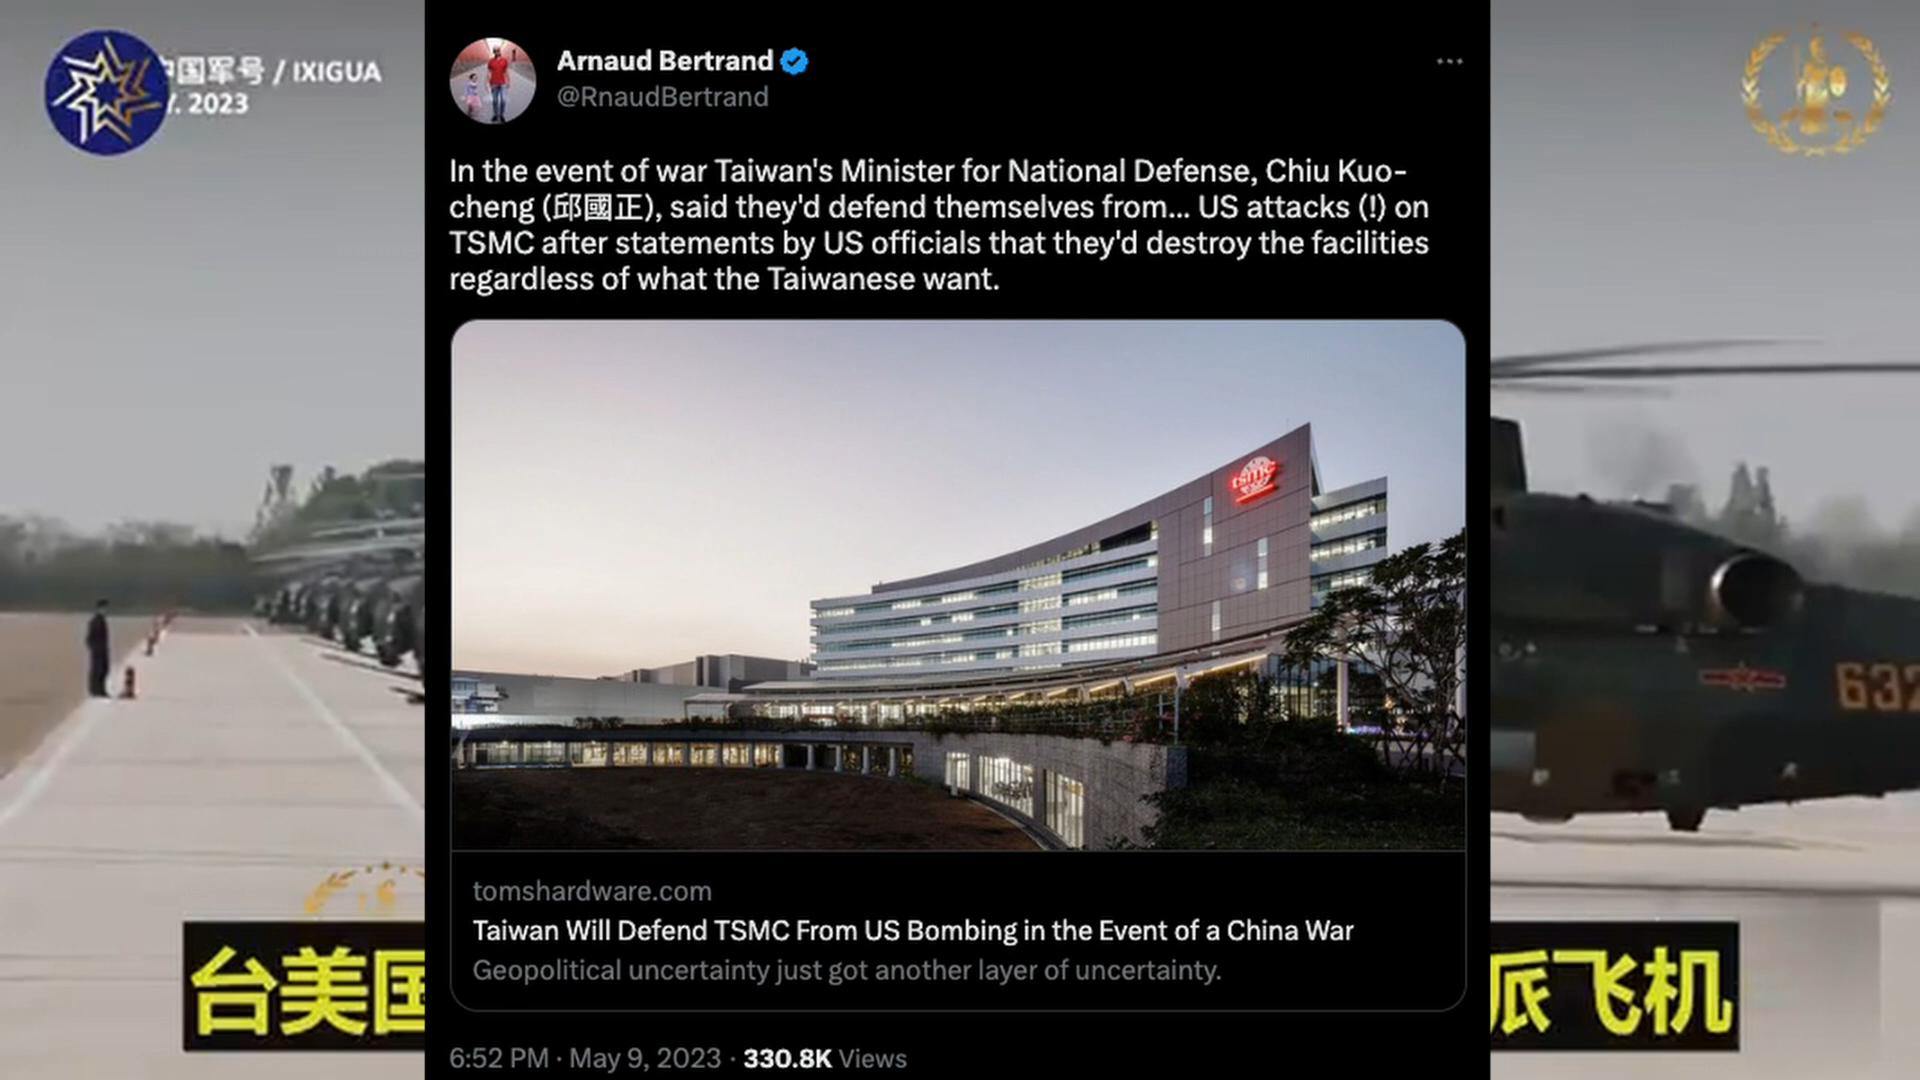 中国军号 / IXIGUA
. 2023
Arnaud Bertrand
@RnaudBertrand
In the event of war Taiwan's Minister for National Defense, Chiu Kuo-
cheng (邱國正), said they'd defend themselves from... US attacks (!) on
TSMC after statements by US officials that they'd destroy the facilities
regardless of what the Taiwanese want.
tsmc
tomshardware.com
Taiwan Will Defend TSMC From US Bombing in the Event of a China War
Geopolitical uncertainty just got another layer of uncertainty.
6:52 PM · May 9, 2023 · 330.8K Views
632
台美国
派飞机